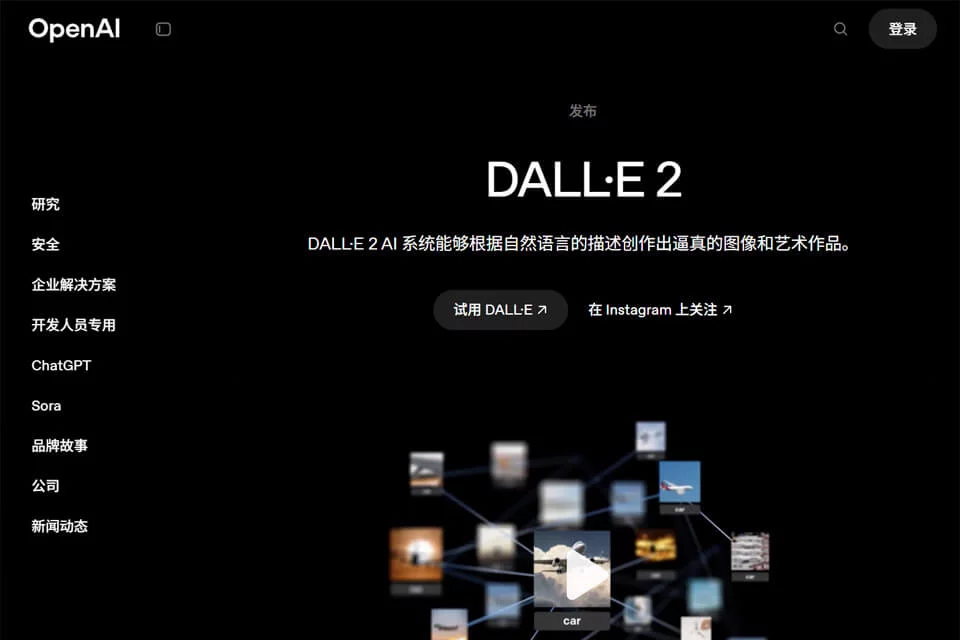 OpenAI
登录
研究
安全
企业解决方案
开发人员专用
ChatGPT
Sora
品牌故事
公司
新闻动态
发布
DALL·E 2
DALL·E 2 AI 系统能够根据自然语言的描述创作出逼真的图像和艺术作品。
试用 DALL·E ↗
在 Instagram 上关注 ↗
car
car
car